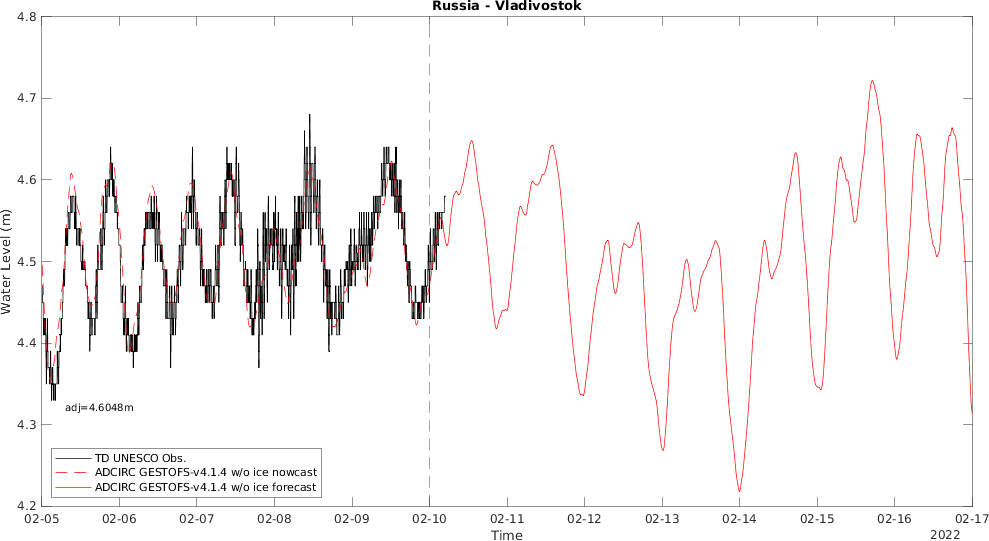 Russia - Vladivostok
4.8
4.7
4.6
4.5
4.4
4.3
4.2
Water Level (m)
adj=4.6048m
TD UNESCO Obs.
ADCIRC GESTOFS-v4.1.4 w/o ice nowcast
ADCIRC GESTOFS-v4.1.4 w/o ice forecast
02-05 02-06 02-07 02-08 02-09 02-10 02-11 02-12 02-13 02-14 02-15 02-16 02-17
Time
2022